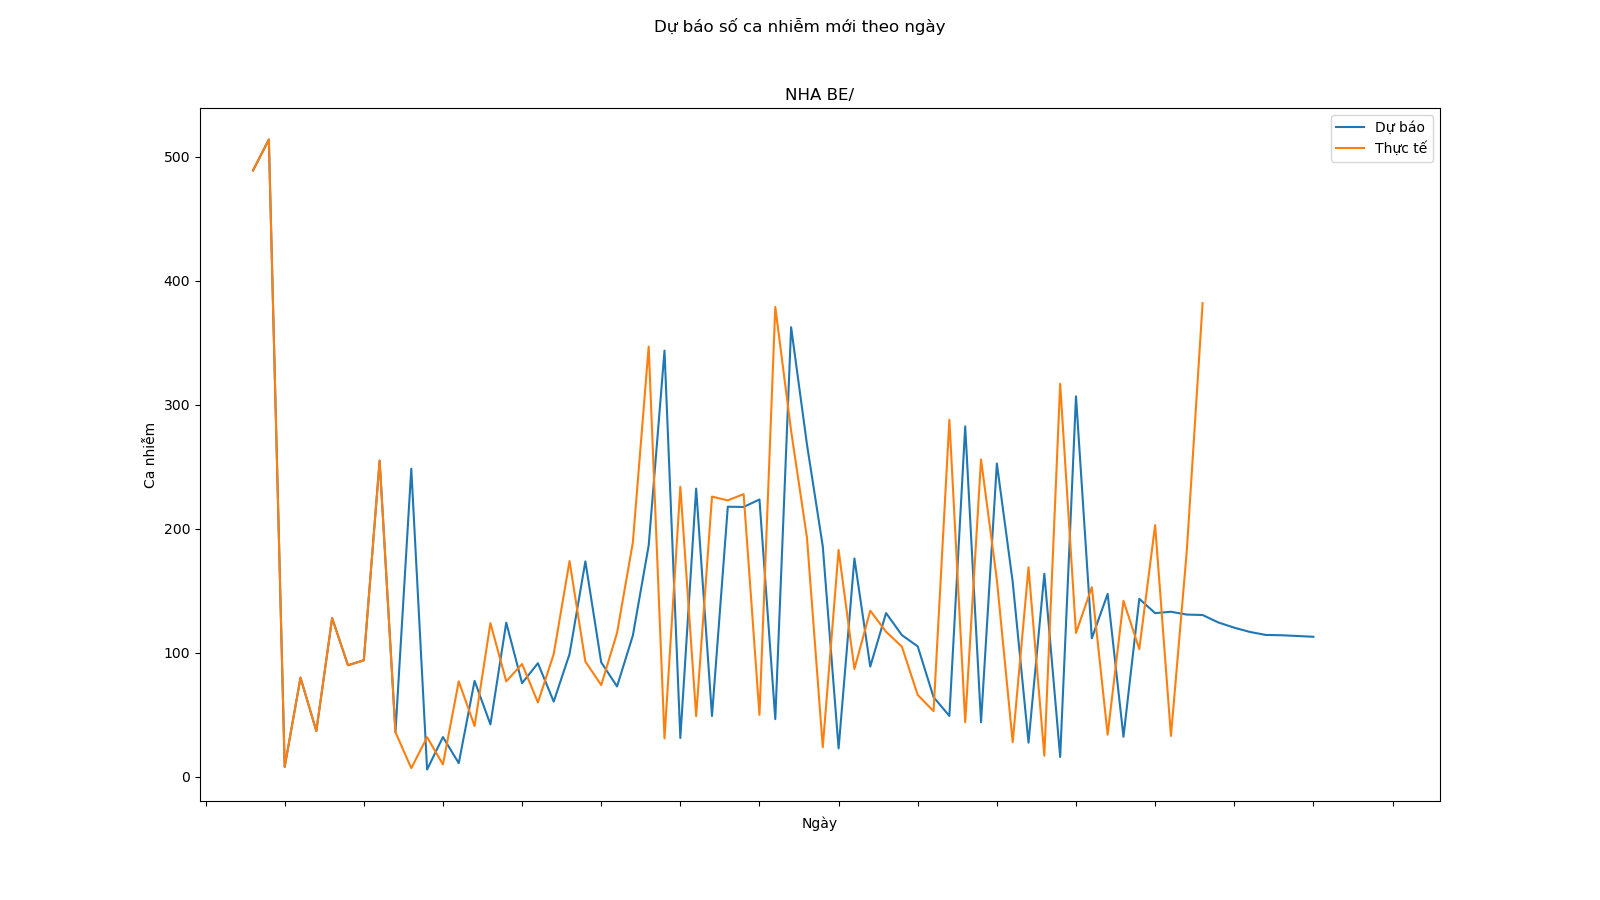 Dự báo số ca nhiễm mới theo ngày
NHA BE/
Dự báo
Thực tế
500
400
300
200
100
0
Ca nhiễm
Ngày